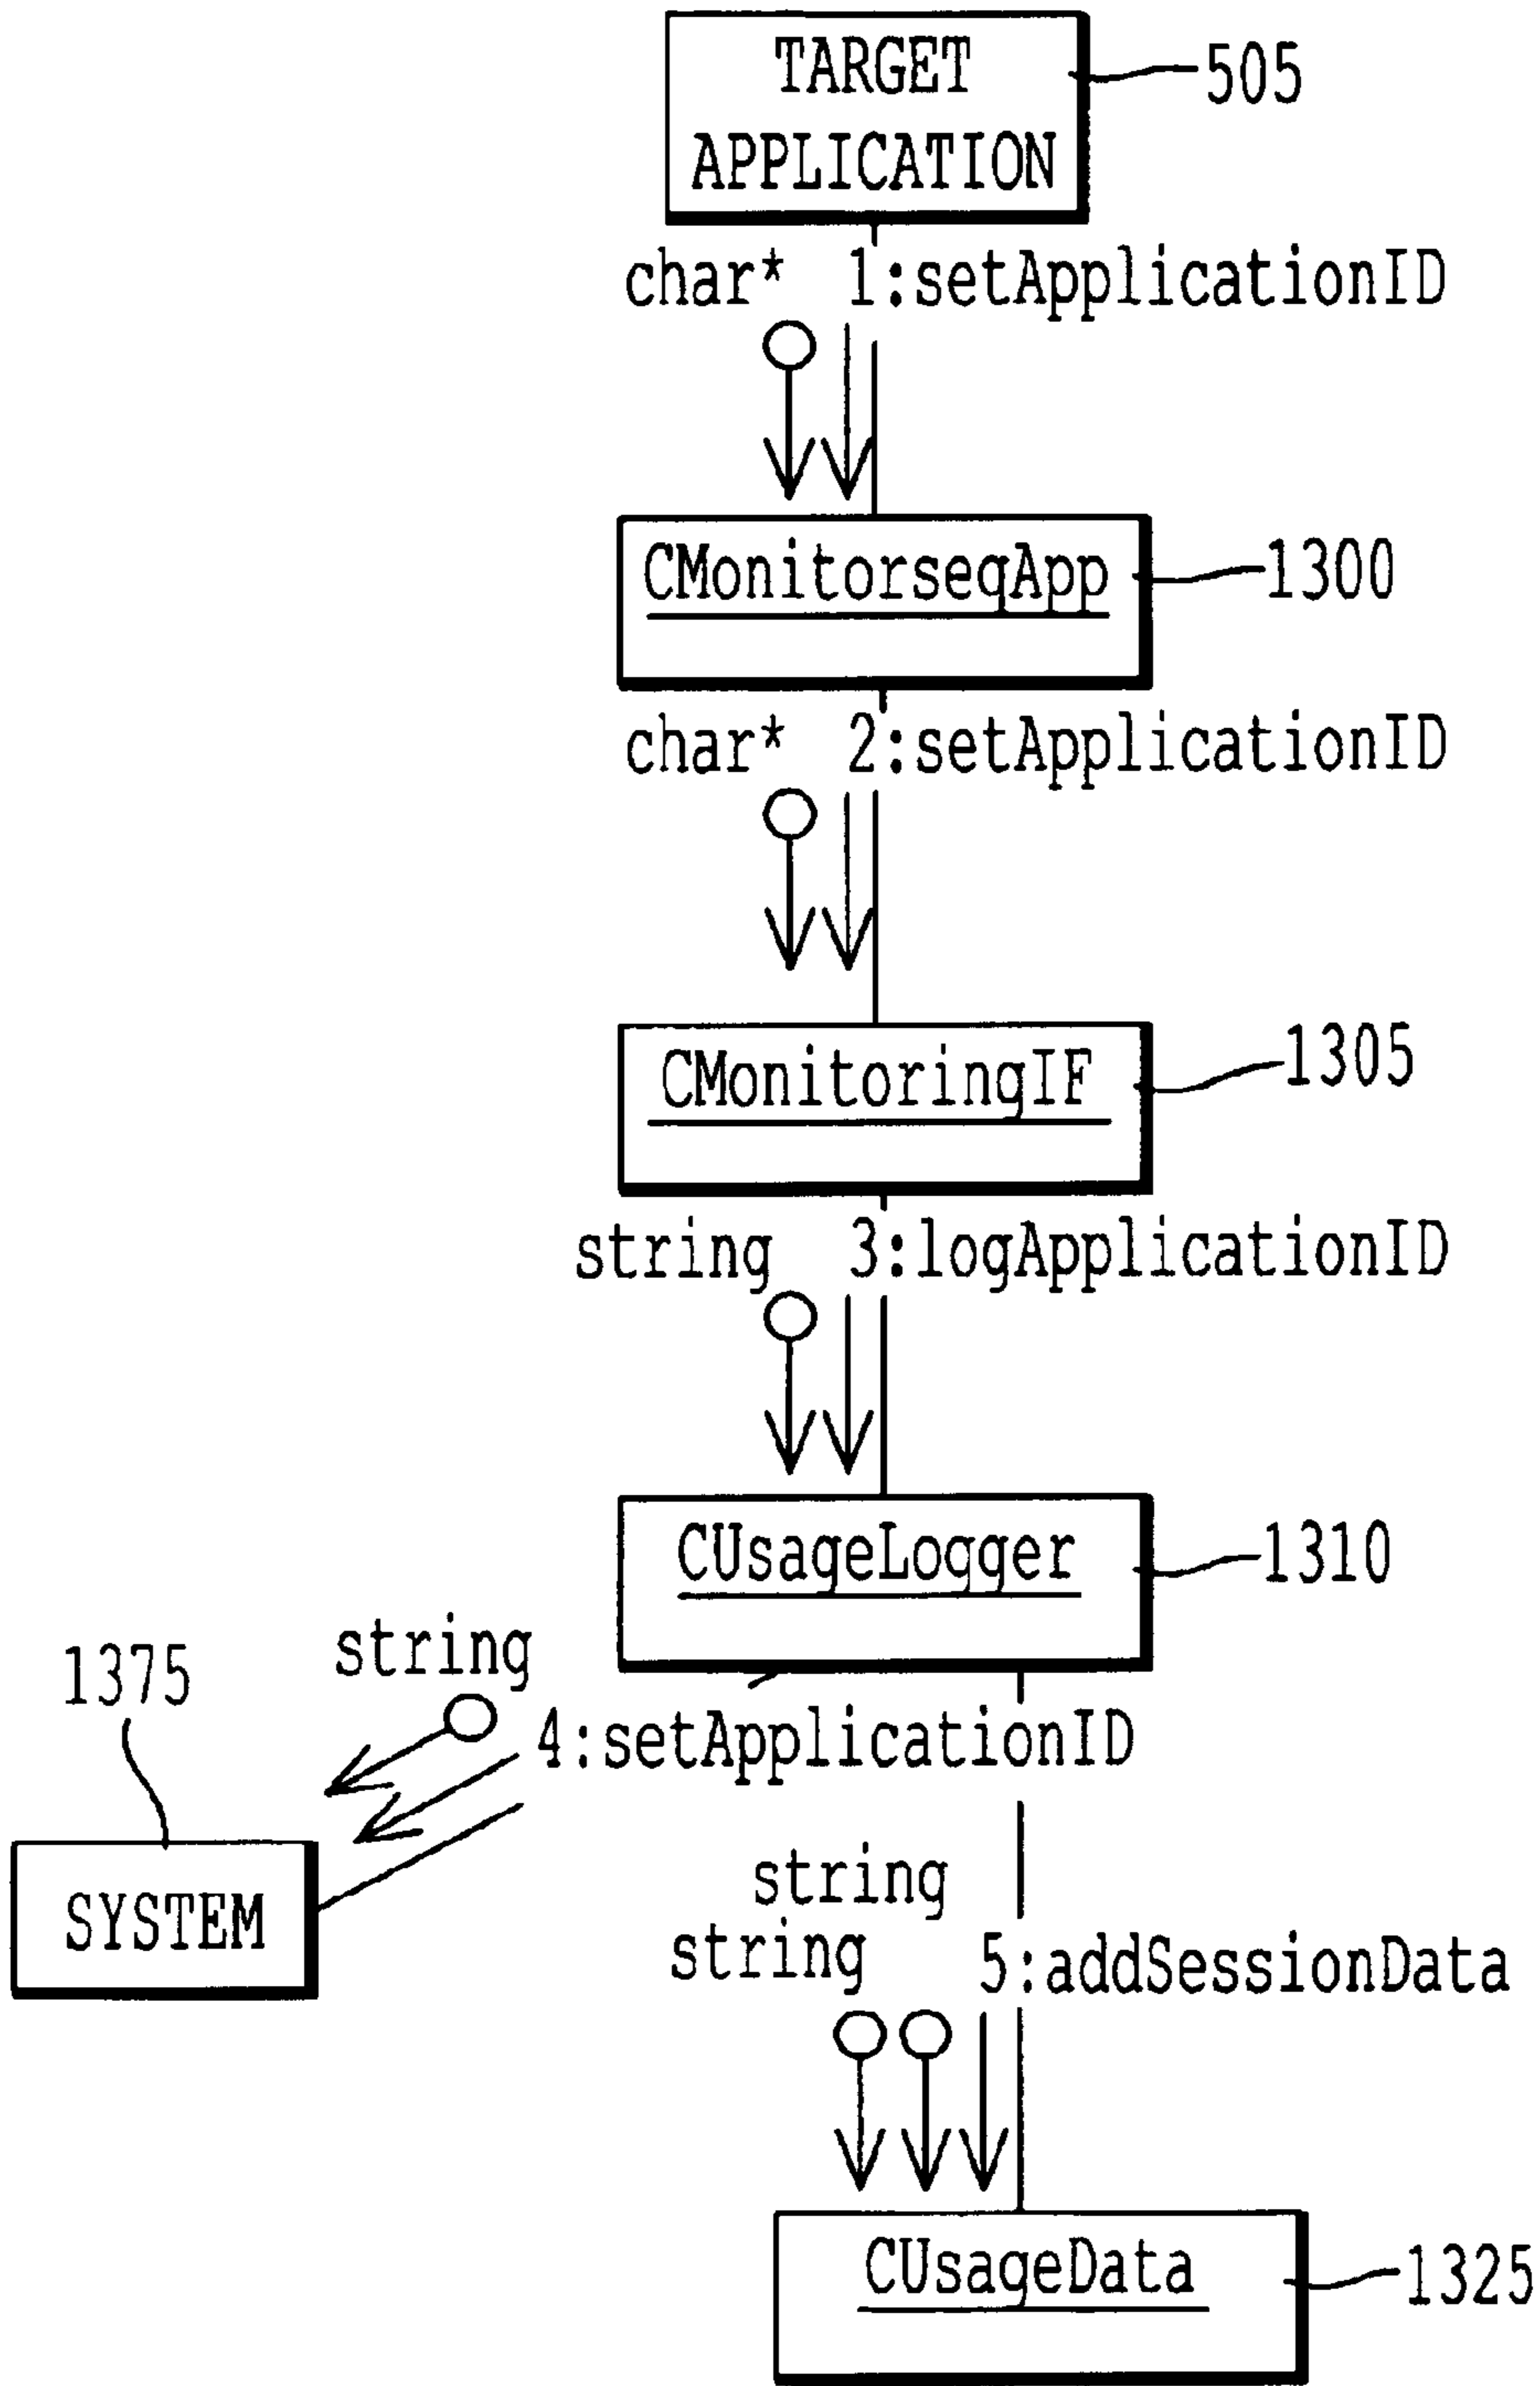 TARGET
APPLICATION
505
char* 1:setApplicationID
CMonitorseqApp
1300
char* 2:setApplicationID
CMonitoringIF
1305
string 3:logApplicationID
CUsageLogger
1310
1375
string
4:setApplicationID
SYSTEM
string
string
5:addSessionData
CUsageData
1325